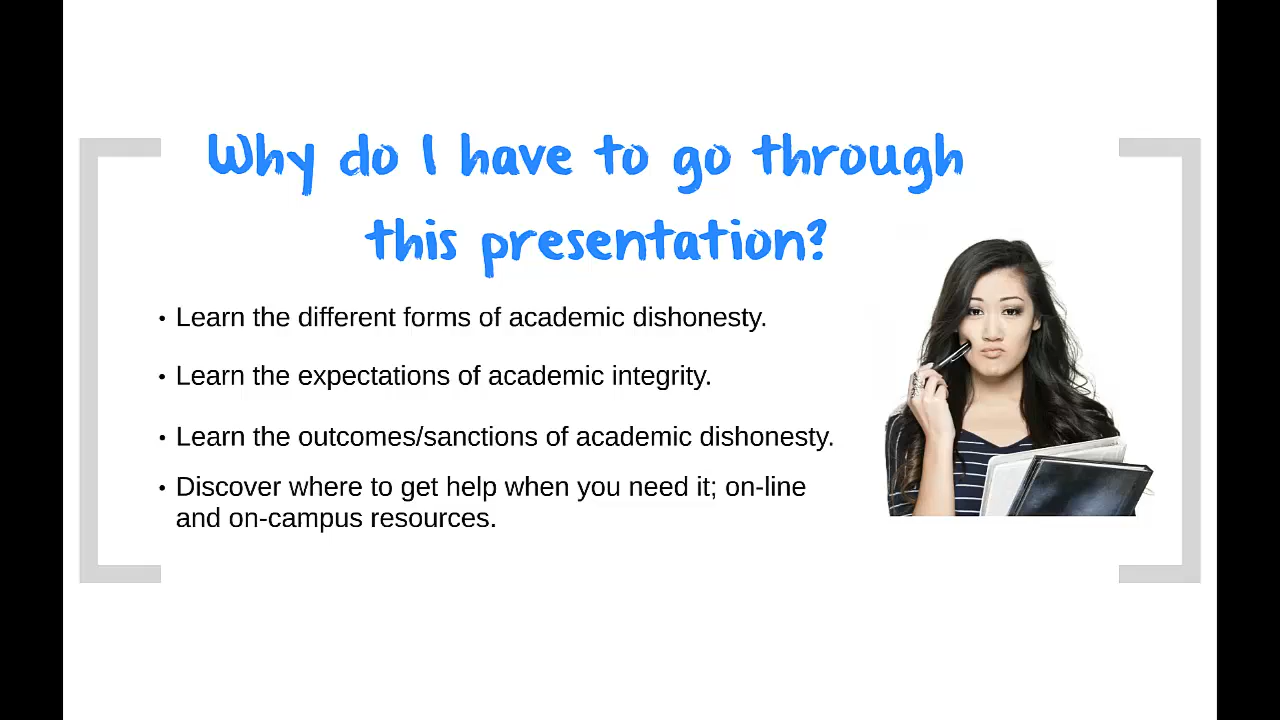 Why do I have to go through
this presentation?
• Learn the different forms of academic dishonesty.
• Learn the expectations of academic integrity.
• Learn the outcomes/sanctions of academic dishonesty.
• Discover where to get help when you need it; on-line
and on-campus resources.